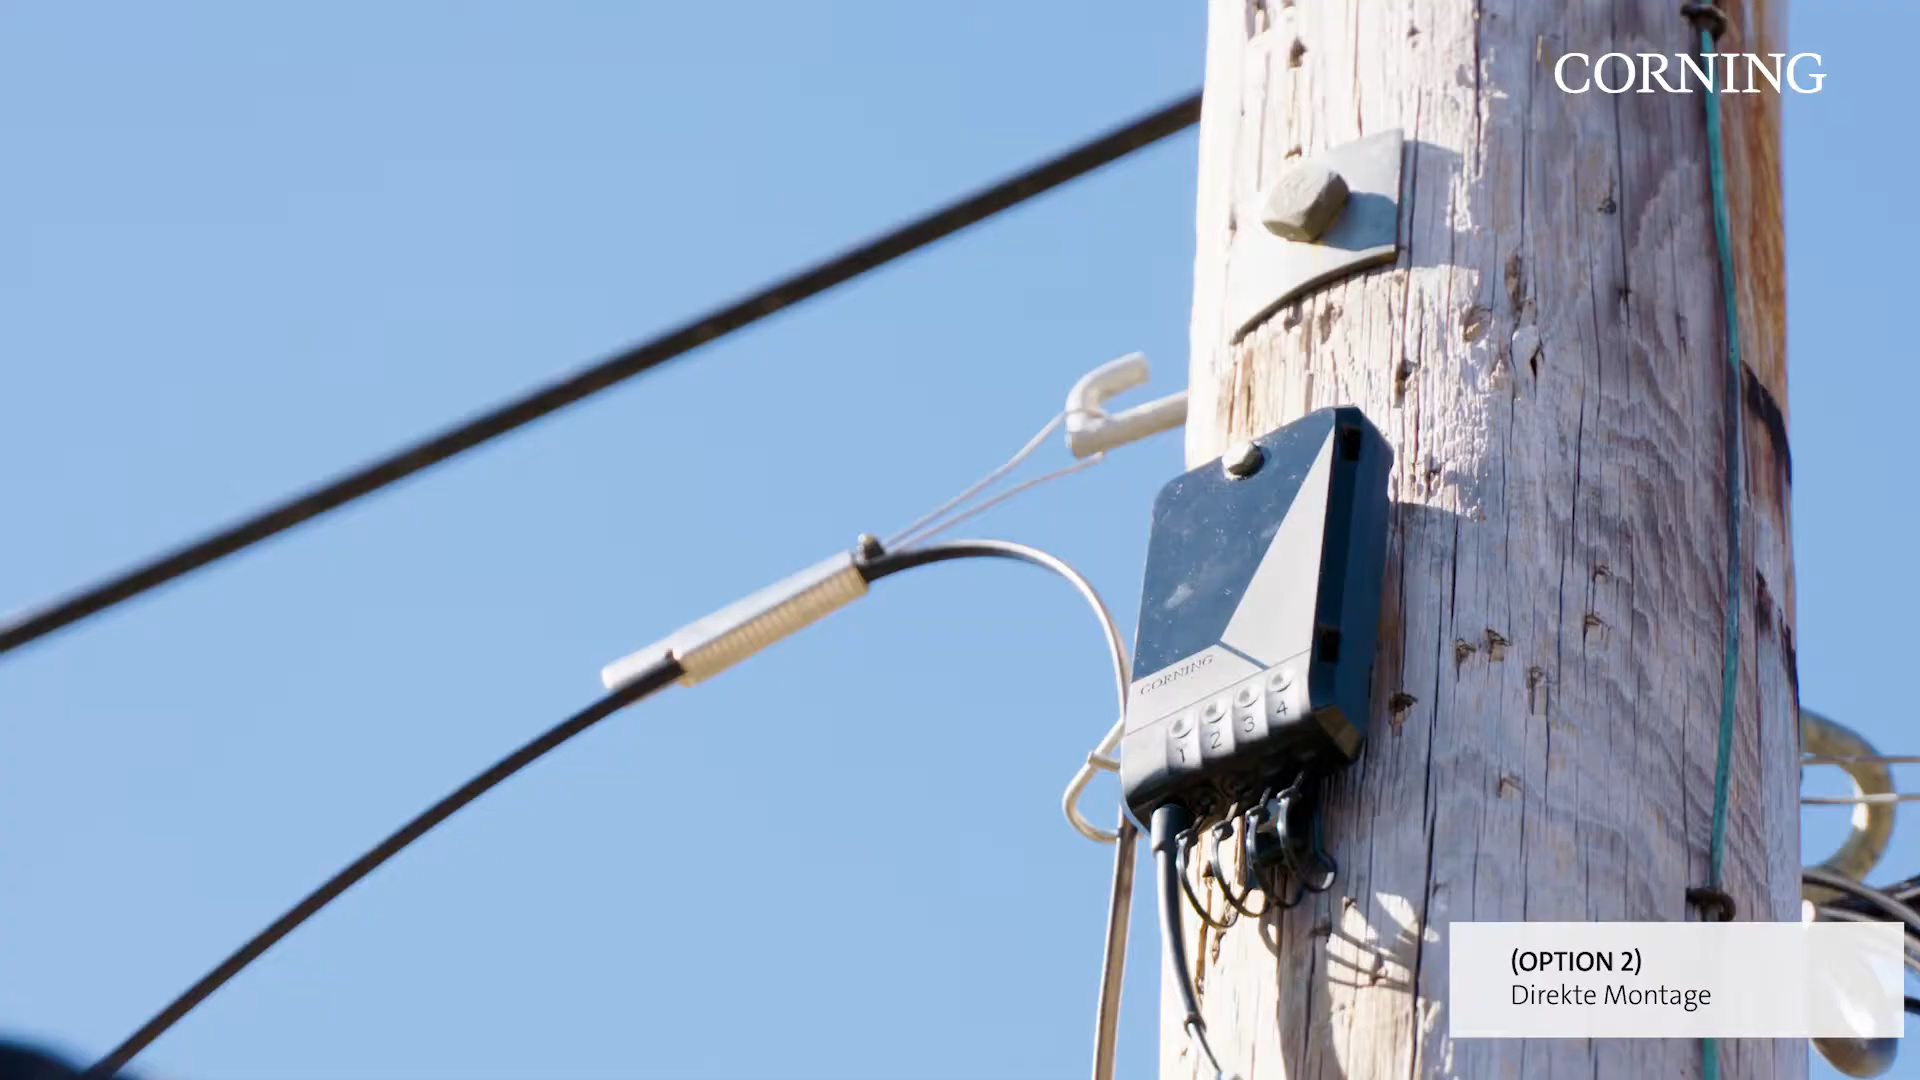 CORNING
CORNING
1 2 3 4
(OPTION 2)
Direkte Montage